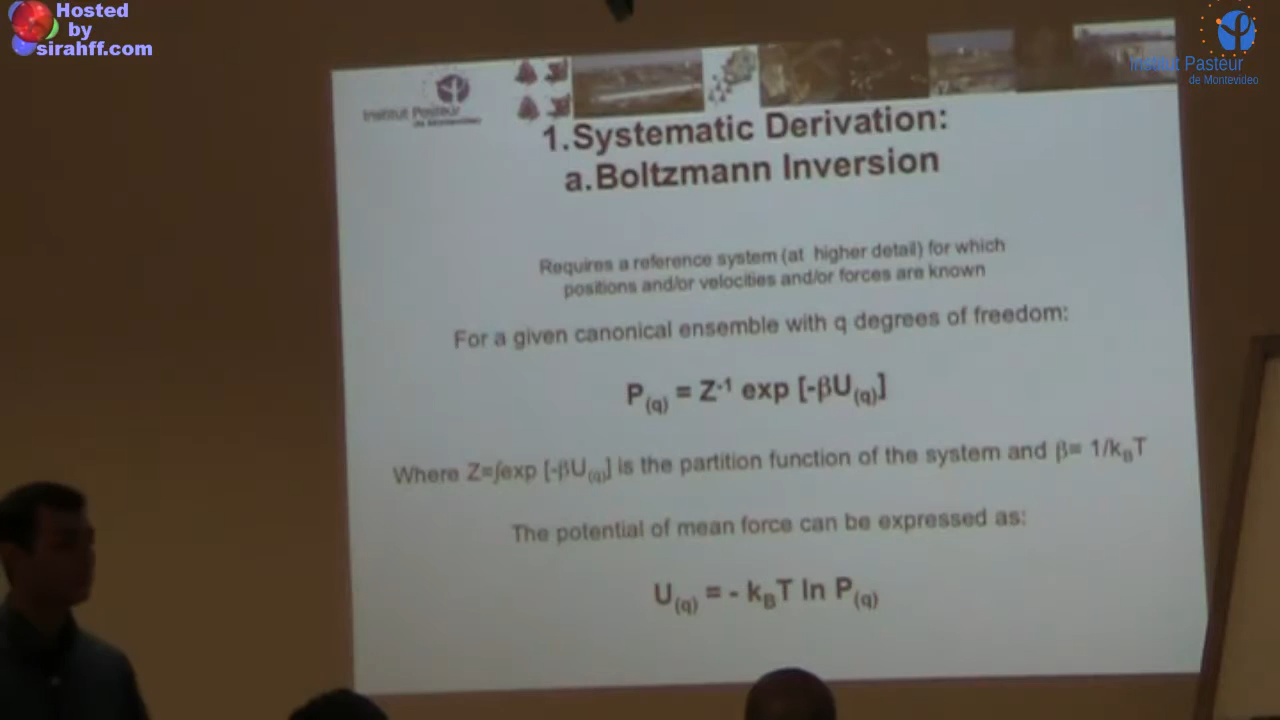 Hosted
by
sirahff.com
Institut Pasteur
de Montevideo
Institut Pasteur
de Montevideo
1.Systematic Derivation:
a.Boltzmann Inversion
Requires a reference system (at higher detail) for which
positions and/or velocities and/or forces are known
For a given canonical ensemble with q degrees of freedom:
P(q) = Z-1 exp [-βU(q)]
Where Z=∫exp [-βU(q)] is the partition function of the system and β= 1/kBT
The potential of mean force can be expressed as:
U(q) = - kBT ln P(q)